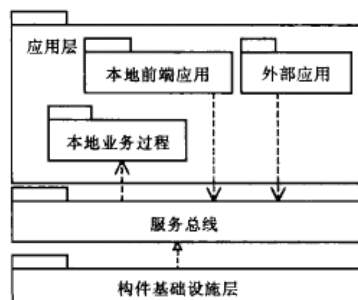 应用层
本地前端应用
外部应用
本地业务过程
服务总线
构件基础设施层